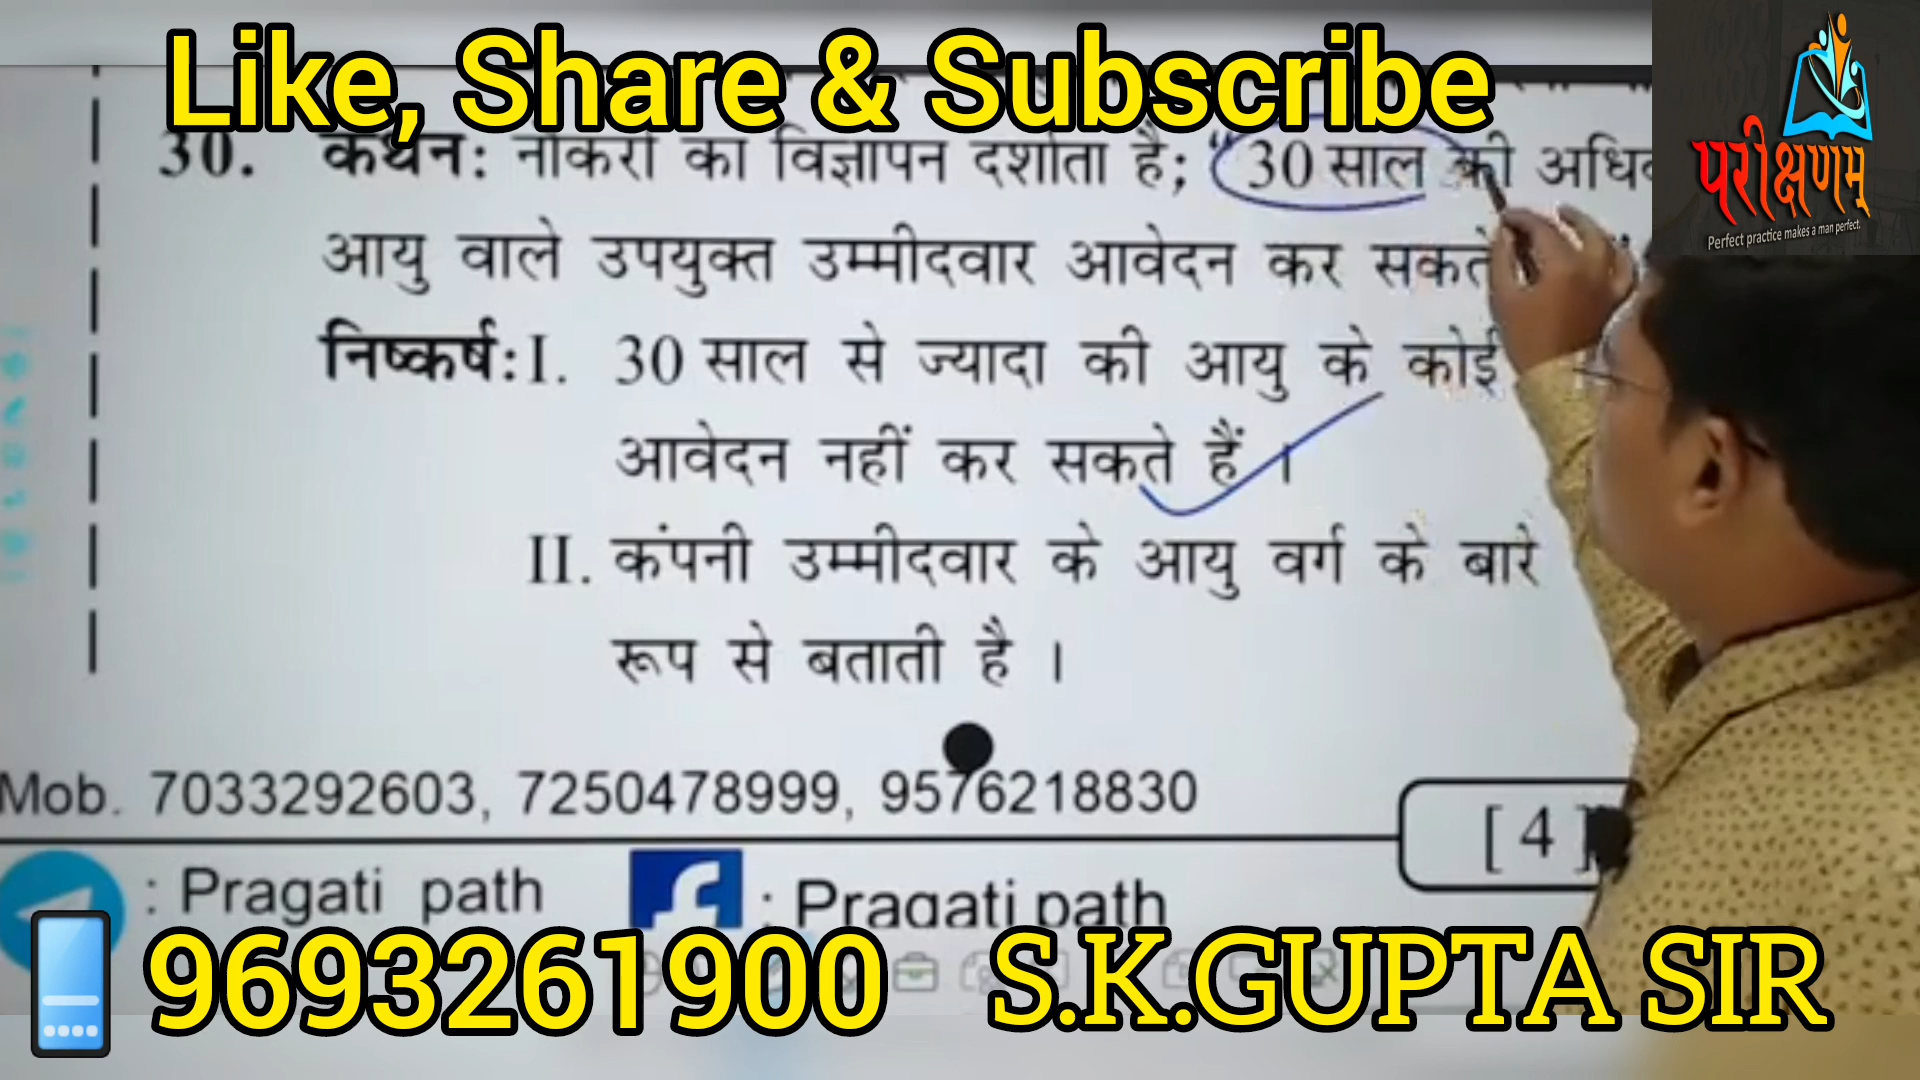 Like, Share & Subscribe
परीक्षणम्
Perfect practice makes a man perfect.
30. कथन: नौकरी का विज्ञापन दर्शाता है; "30 साल की
आयु वाले उपयुक्त उम्मीदवार आवेदन कर सकते
निष्कर्ष: I. 30 साल से ज्यादा की आयु के कोई
आवेदन नहीं कर सकते हैं ।
II. कंपनी उम्मीदवार के आयु वर्ग के बारे
रूप से बताती है ।
Mob. 7033292603, 7250478999, 9576218830
[ 4 ]
: Pragati path
f : Pragati path
9693261900 S.K.GUPTA SIR